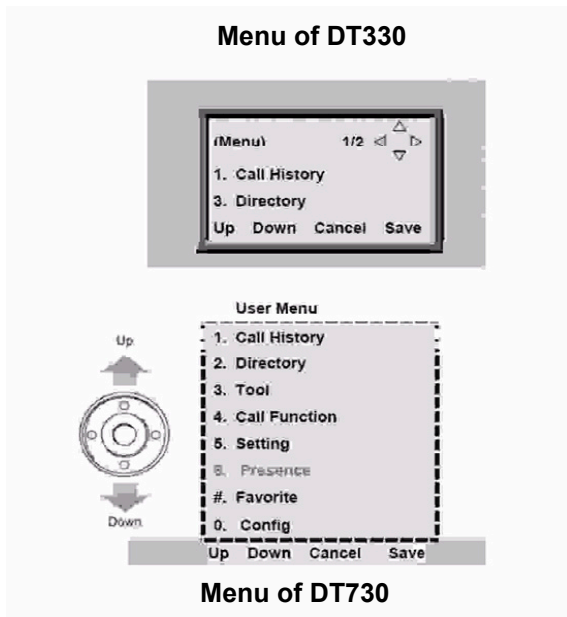 Menu of DT330
(Menu) 1/2
1. Call History
3. Directory
Up Down Cancel Save
User Menu
Up
1. Call History
2. Directory
3. Tool
4. Call Function
5. Setting
6. Presence
#. Favorite
0. Config
Down
Up Down Cancel Save
Menu of DT730